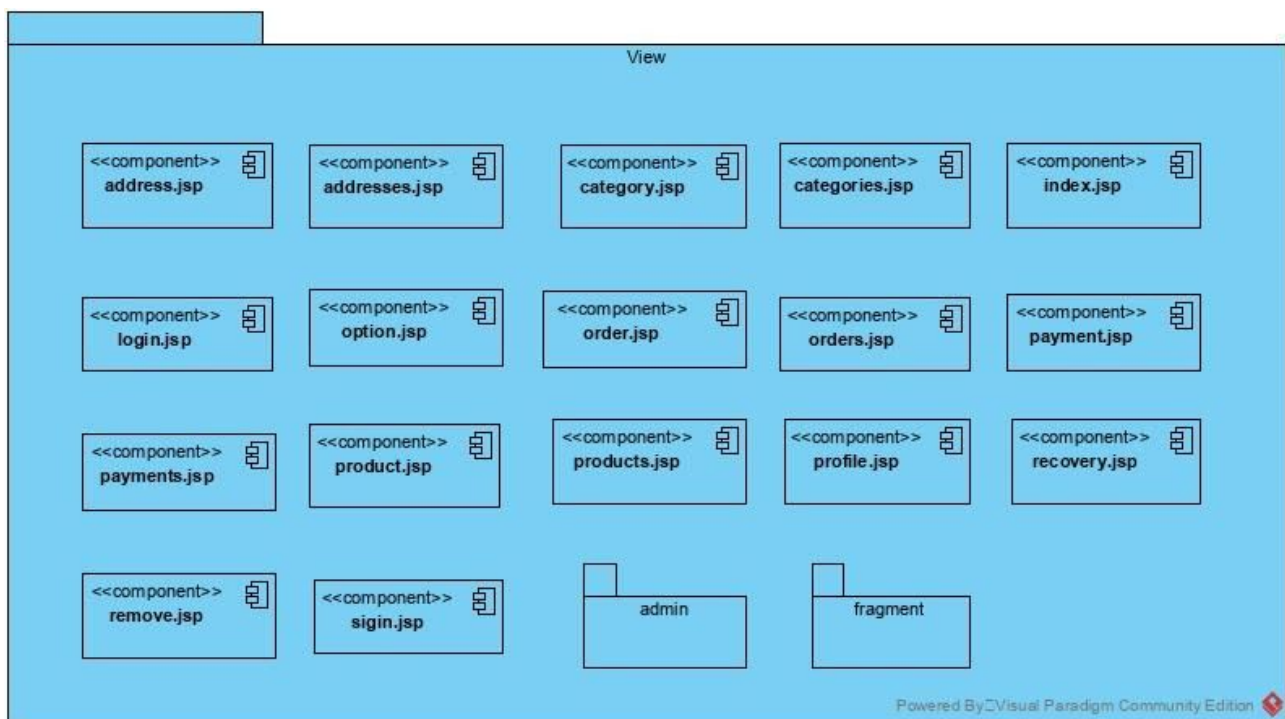 View
<<component>>
address.jsp
<<component>>
addresses.jsp
<<component>>
category.jsp
<<component>>
categories.jsp
<<component>>
index.jsp
<<component>>
login.jsp
<<component>>
option.jsp
<<component>>
order.jsp
<<component>>
orders.jsp
<<component>>
payment.jsp
<<component>>
payments.jsp
<<component>>
product.jsp
<<component>>
products.jsp
<<component>>
profile.jsp
<<component>>
recovery.jsp
<<component>>
remove.jsp
<<component>>
sigin.jsp
admin
fragment
Powered By Visual Paradigm Community Edition